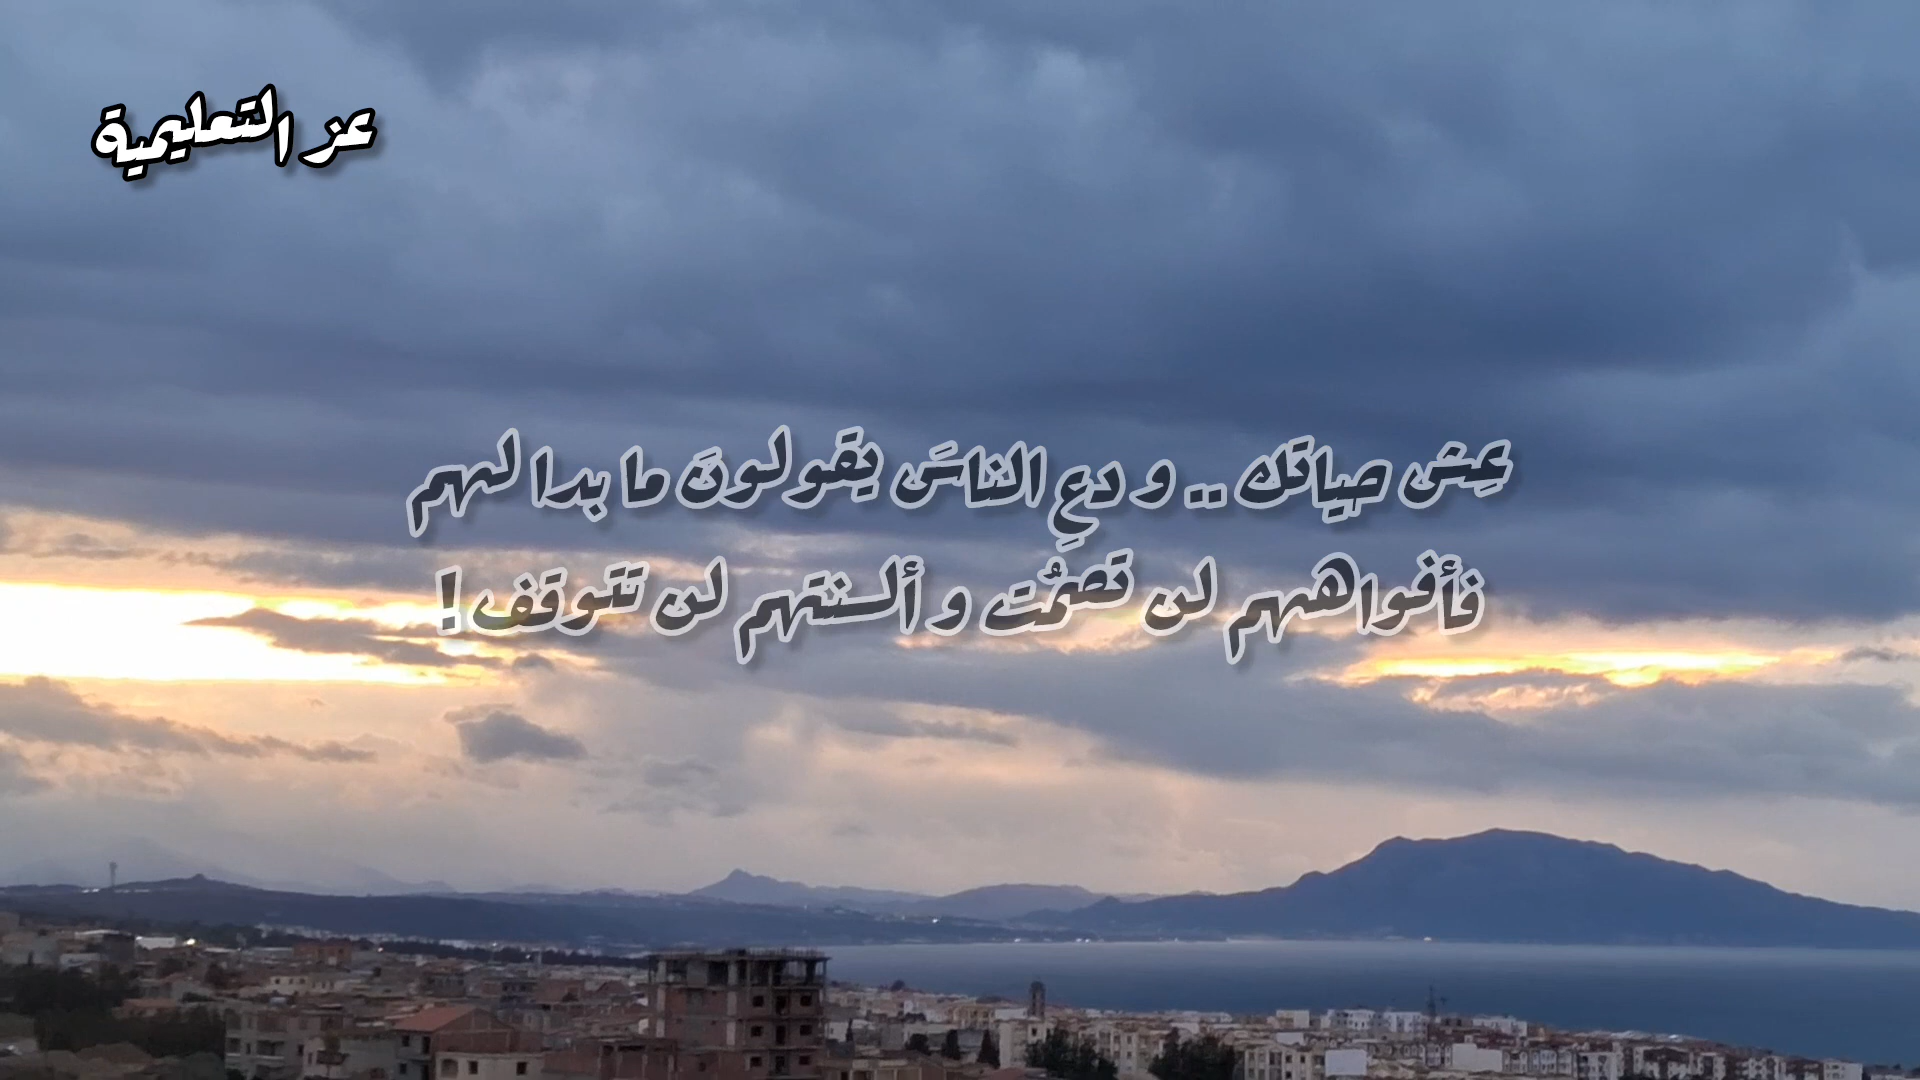 عز التعليمية
عِش حياتك .. و دعِ الناسَ يقولونَ ما بدا لهم
فأفواههم لن تصمُت و ألسنتهم لن تتوقف !